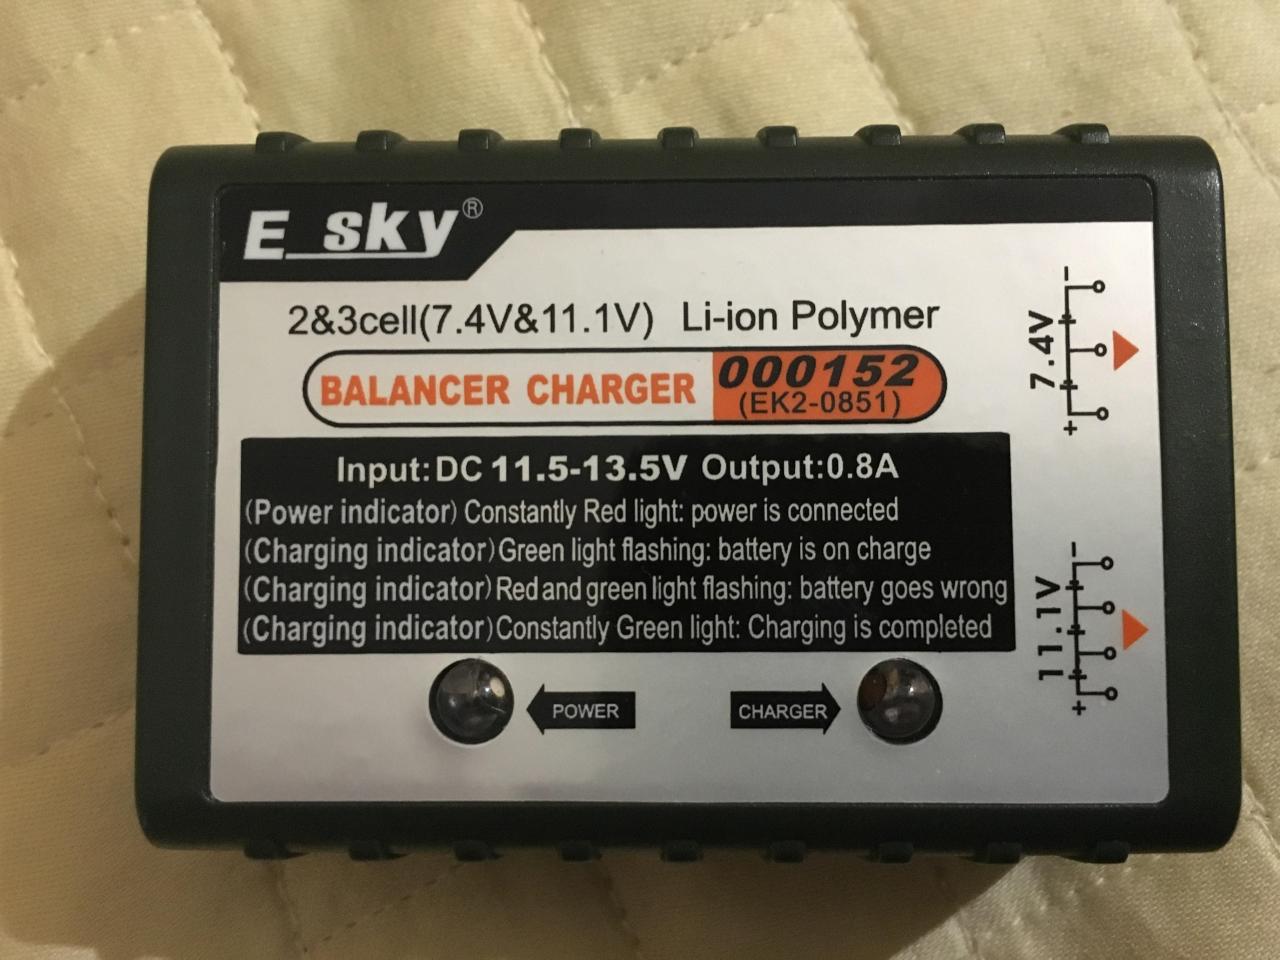 E_sky®
2&3cell(7.4V&11.1V) Li-ion Polymer
BALANCER CHARGER 000152
(EK2-0851)
Input:DC 11.5-13.5V Output:0.8A
(Power indicator) Constantly Red light: power is connected
(Charging indicator) Green light flashing: battery is on charge
(Charging indicator) Red and green light flashing: battery goes wrong
(Charging indicator) Constantly Green light: Charging is completed
POWER CHARGER
- 7.4V +
- 11.1V +